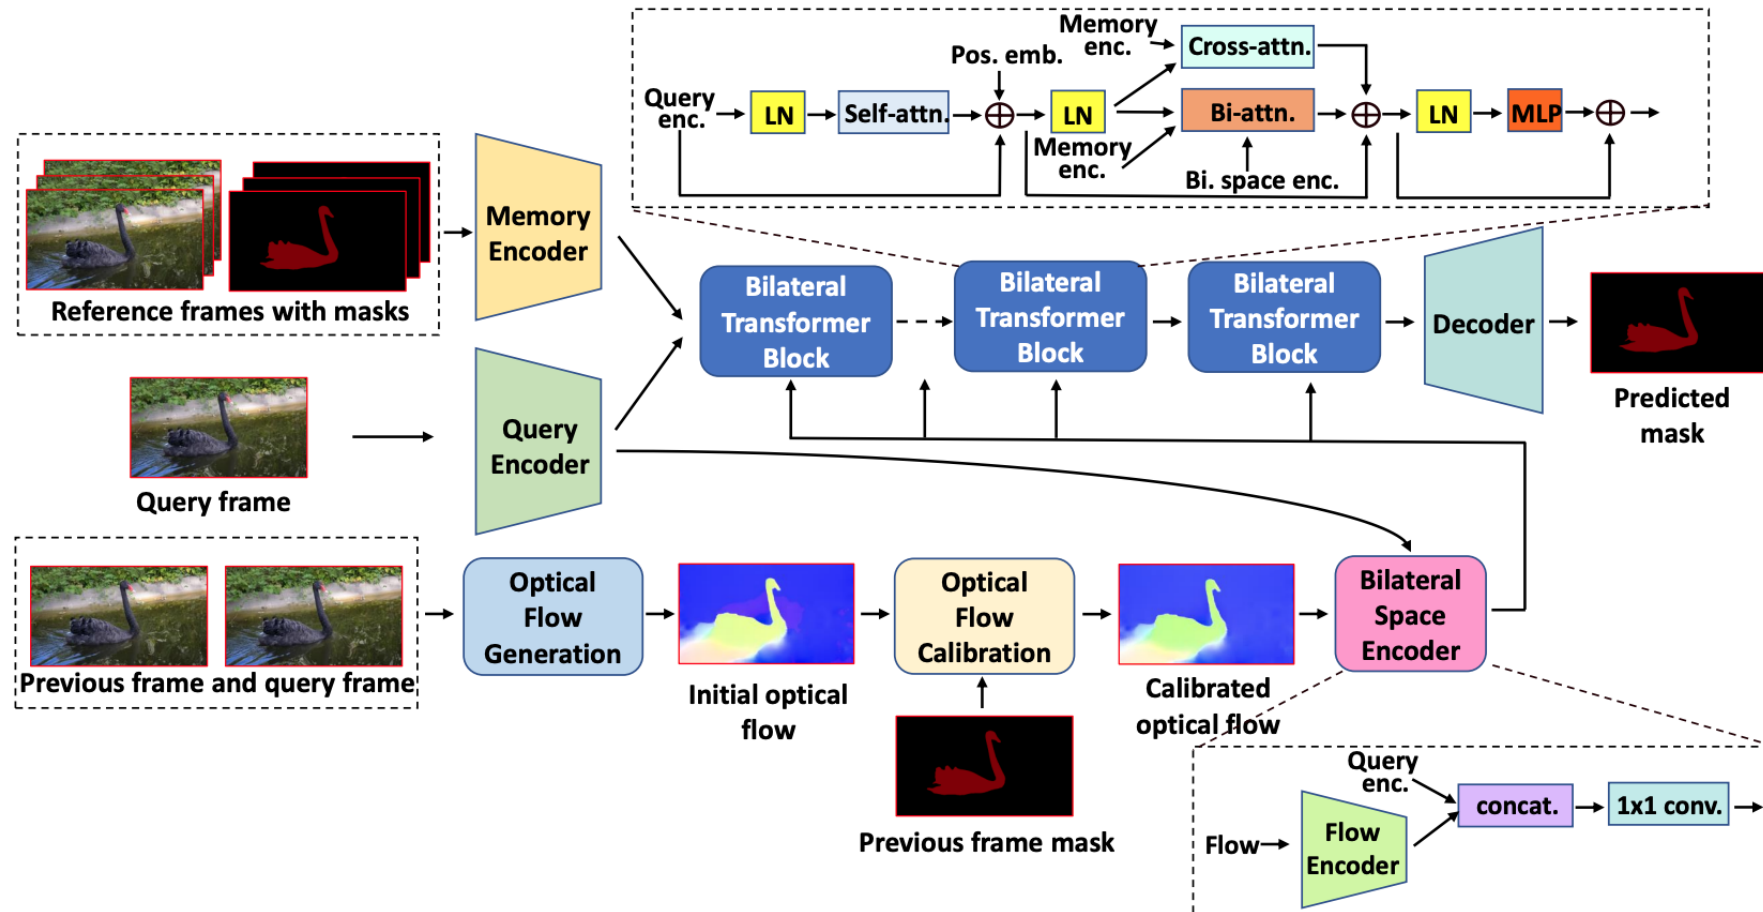 Memory
enc.
Cross-attn.
Pos. emb.
Query
enc.
LN
Self-attn.
LN
Bi-attn.
LN
MLP
Memory
enc.
Bi. space enc.
Reference frames with masks
Memory
Encoder
Bilateral
Transformer
Block
Bilateral
Transformer
Block
Bilateral
Transformer
Block
Decoder
Predicted
mask
Query frame
Query
Encoder
Previous frame and query frame
Optical
Flow
Generation
Initial optical
flow
Optical
Flow
Calibration
Previous frame mask
Calibrated
optical flow
Bilateral
Space
Encoder
Query
enc.
Flow
Flow
Encoder
concat.
1x1 conv.